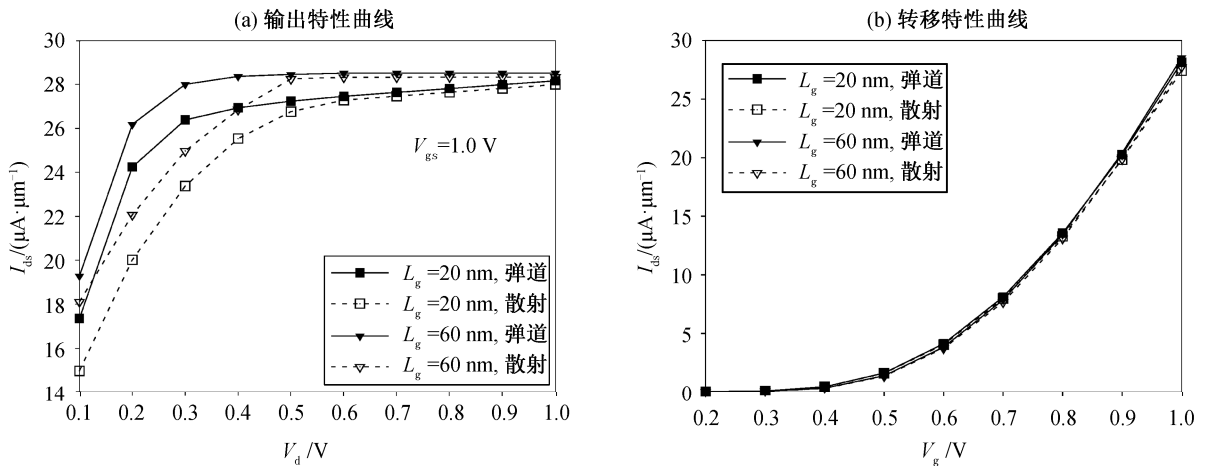 (a) 输出特性曲线
30
28
26
24
22
20
18
16
14
I_ds/(μA·μm⁻¹)
V_gs=1.0 V
L_g =20 nm, 弹道
L_g =20 nm, 散射
L_g =60 nm, 弹道
L_g =60 nm, 散射
0.1 0.2 0.3 0.4 0.5 0.6 0.7 0.8 0.9 1.0
V_d /V
(b) 转移特性曲线
30
25
20
15
10
5
0
I_ds/(μA·μm⁻¹)
L_g =20 nm, 弹道
L_g =20 nm, 散射
L_g =60 nm, 弹道
L_g =60 nm, 散射
0.2 0.3 0.4 0.5 0.6 0.7 0.8 0.9 1.0
V_g /V